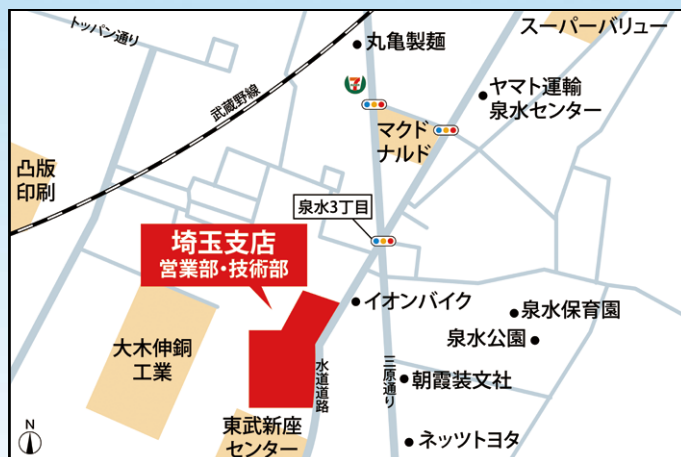 スーパーバリュー
トッパン通り
丸亀製麺
武蔵野線
7
ヤマト運輸
泉水センター
マクド
ナルド
凸版
印刷
泉水3丁目
埼玉支店
営業部・技術部
イオンバイク
泉水保育園
泉水公園
大木伸銅
工業
水道道路
三原通り
朝霞装文社
東武新座
センター
ネッツトヨタ
N